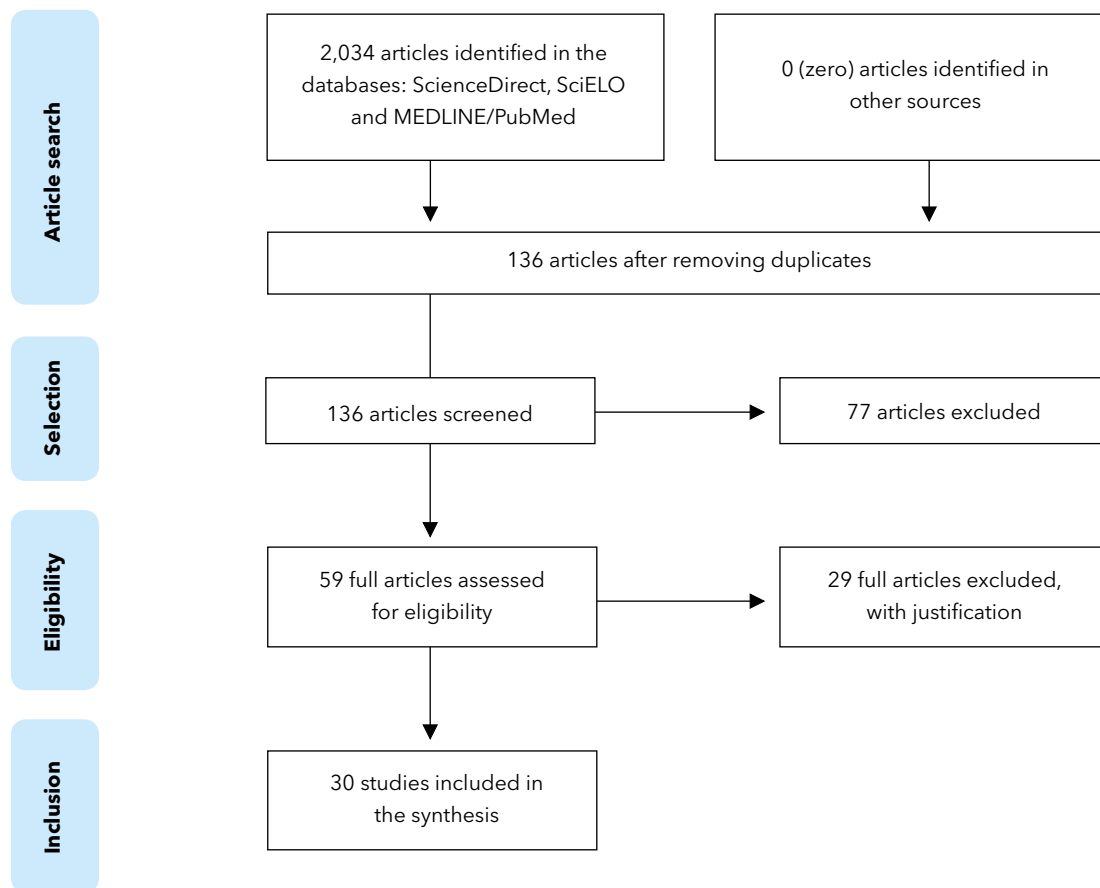 Article search
2,034 articles identified in the
databases: ScienceDirect, SciELO
and MEDLINE/PubMed
0 (zero) articles identified in
other sources
136 articles after removing duplicates
Selection
136 articles screened
77 articles excluded
Eligibility
59 full articles assessed
for eligibility
29 full articles excluded,
with justification
Inclusion
30 studies included in
the synthesis